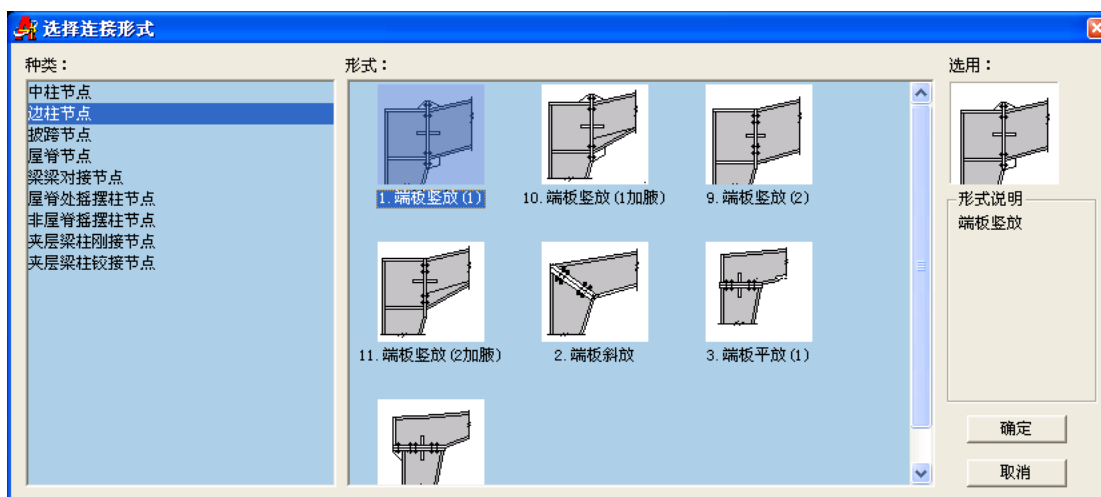 选择连接形式
种类：
中柱节点
边柱节点
披跨节点
屋脊节点
梁梁对接节点
屋脊处摇摆柱节点
非屋脊摇摆柱节点
夹层梁柱刚接节点
夹层梁柱铰接节点
形式：
1.端板竖放(1)
10.端板竖放(1加腋)
9.端板竖放(2)
11.端板竖放(2加腋)
2.端板斜放
3.端板平放(1)
选用：
形式说明
端板竖放
确定
取消